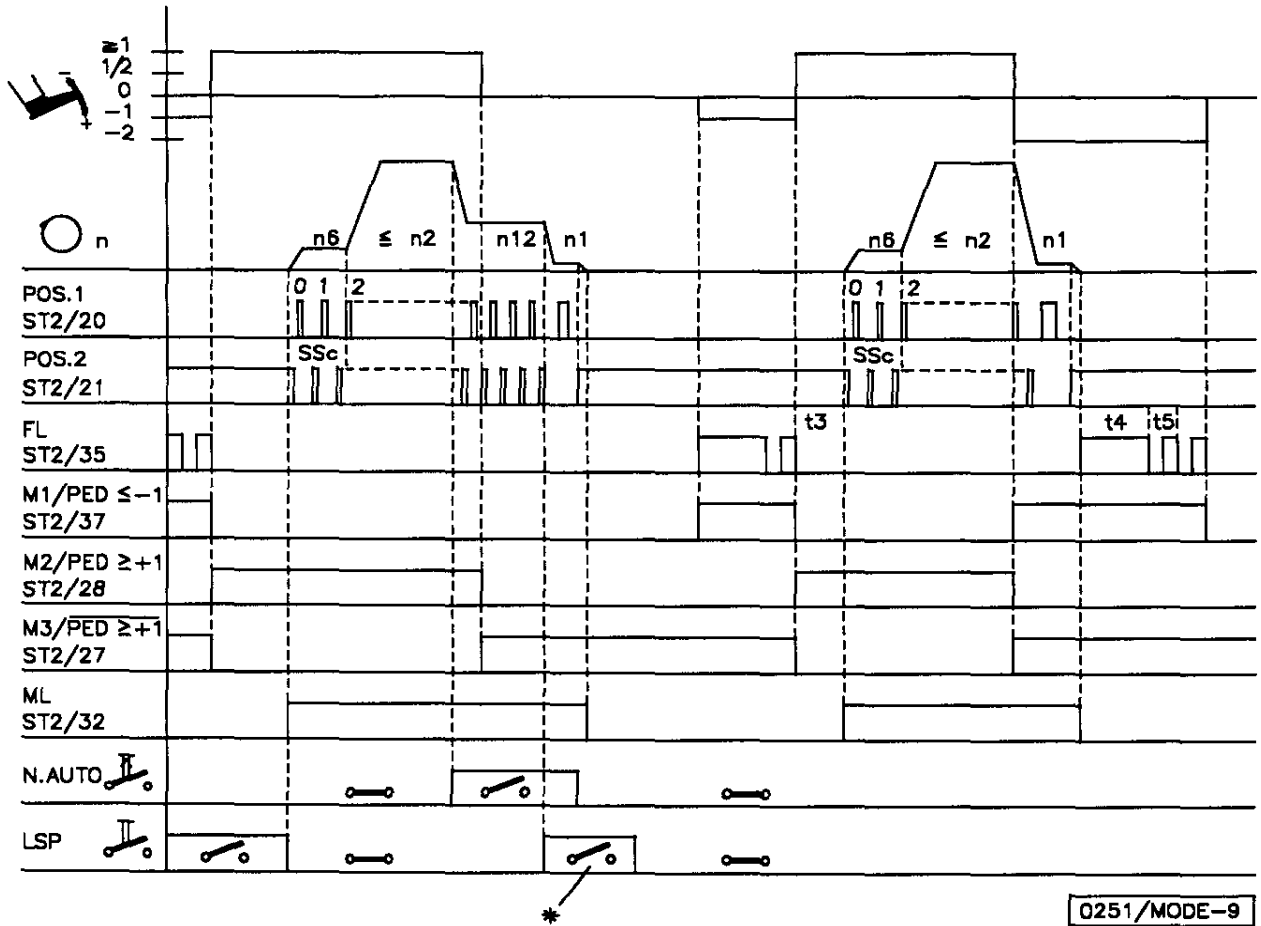 ≧1
1/2
0
-1
-2
-
+
n
n6
≦ n2
n12
n1
n6
≦ n2
n1
POS.1
ST2/20
0 1 2
0 1 2
POS.2
ST2/21
SSc
SSc
FL
ST2/35
t3
t4
t5
M1/PED ≤-1
ST2/37
M2/PED ≥+1
ST2/28
M3/PED ≥+1
ST2/27
ML
ST2/32
N.AUTO
LSP
*
0251/MODE-9